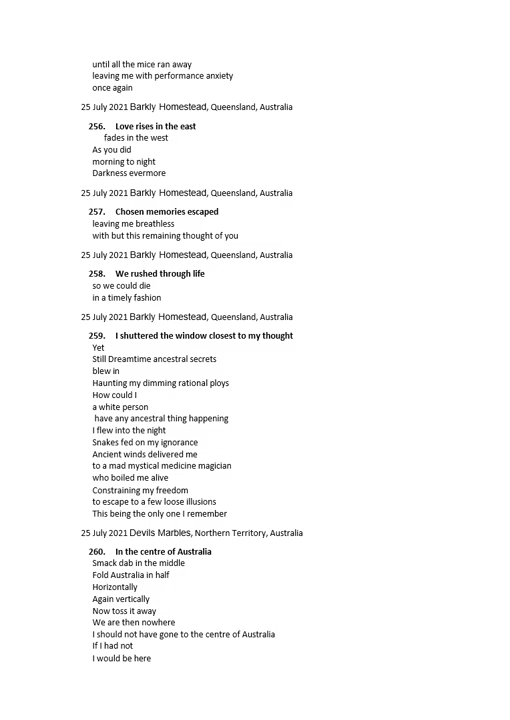 until all the mice ran away
leaving me with performance anxiety
once again
25 July 2021 Barkly Homestead, Queensland, Australia
256. Love rises in the east
fades in the west
As you did
morning to night
Darkness evermore
25 July 2021 Barkly Homestead, Queensland, Australia
257. Chosen memories escaped
leaving me breathless
with but this remaining thought of you
25 July 2021 Barkly Homestead, Queensland, Australia
258. We rushed through life
so we could die
in a timely fashion
25 July 2021 Barkly Homestead, Queensland, Australia
259. I shuttered the window closest to my thought
Yet
Still Dreamtime ancestral secrets
blew in
Haunting my dimming rational ploys
How could I
a white person
have any ancestral thing happening
I flew into the night
Snakes fed on my ignorance
Ancient winds delivered me
to a mad mystical medicine magician
who boiled me alive
Constraining my freedom
to escape to a few loose illusions
This being the only one I remember
25 July 2021 Devils Marbles, Northern Territory, Australia
260. In the centre of Australia
Smack dab in the middle
Fold Australia in half
Horizontally
Again vertically
Now toss it away
We are then nowhere
I should not have gone to the centre of Australia
If I had not
I would be here